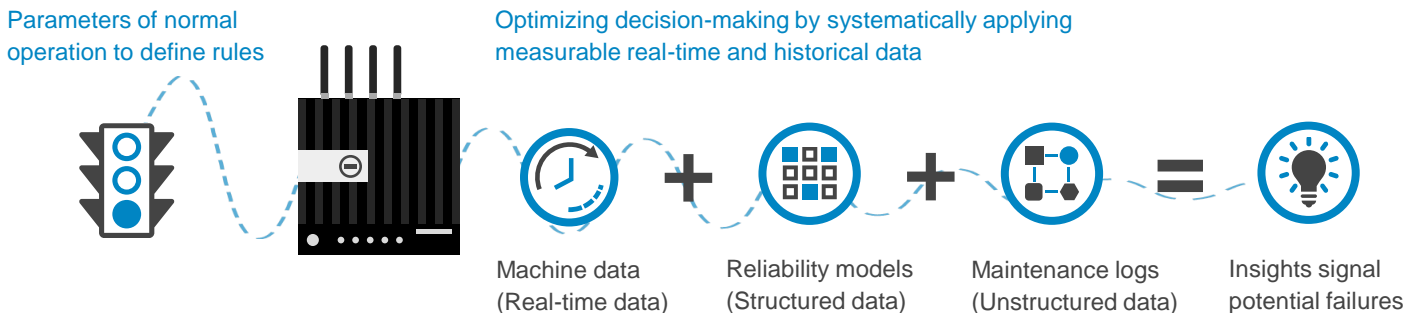 Parameters of normal
operation to define rules
Optimizing decision-making by systematically applying
measurable real-time and historical data
Machine data
(Real-time data)
Reliability models
(Structured data)
Maintenance logs
(Unstructured data)
Insights signal
potential failures